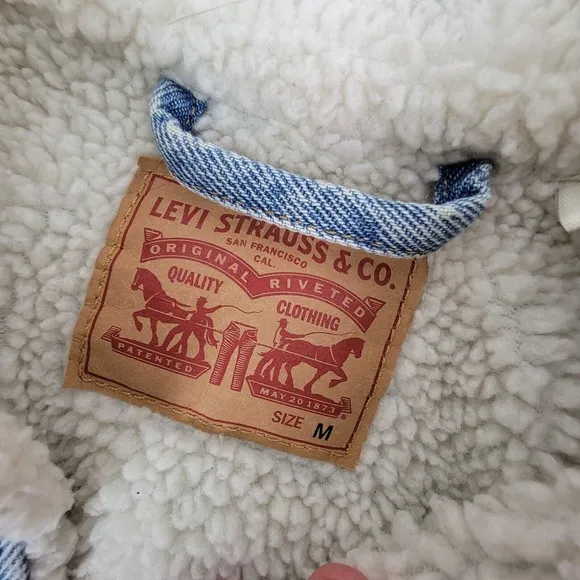 LEVI STRAUSS & CO.
SAN FRANCISCO
CAL.
ORIGINAL RIVETED
QUALITY CLOTHING
PATENTED
MAY 20 1873
SIZE M